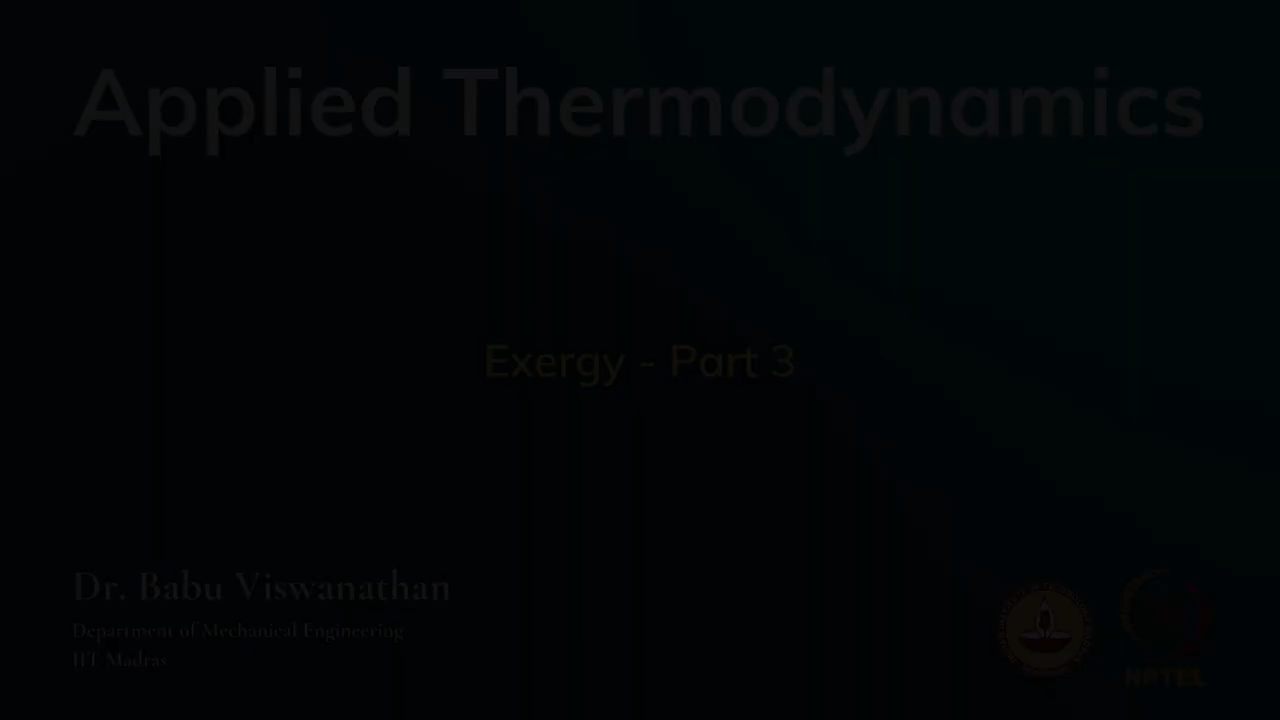 Applied Thermodynamics
Exergy - Part 3
Dr. Babu Viswanathan
Department of Mechanical Engineering
IIT Madras
NPTEL